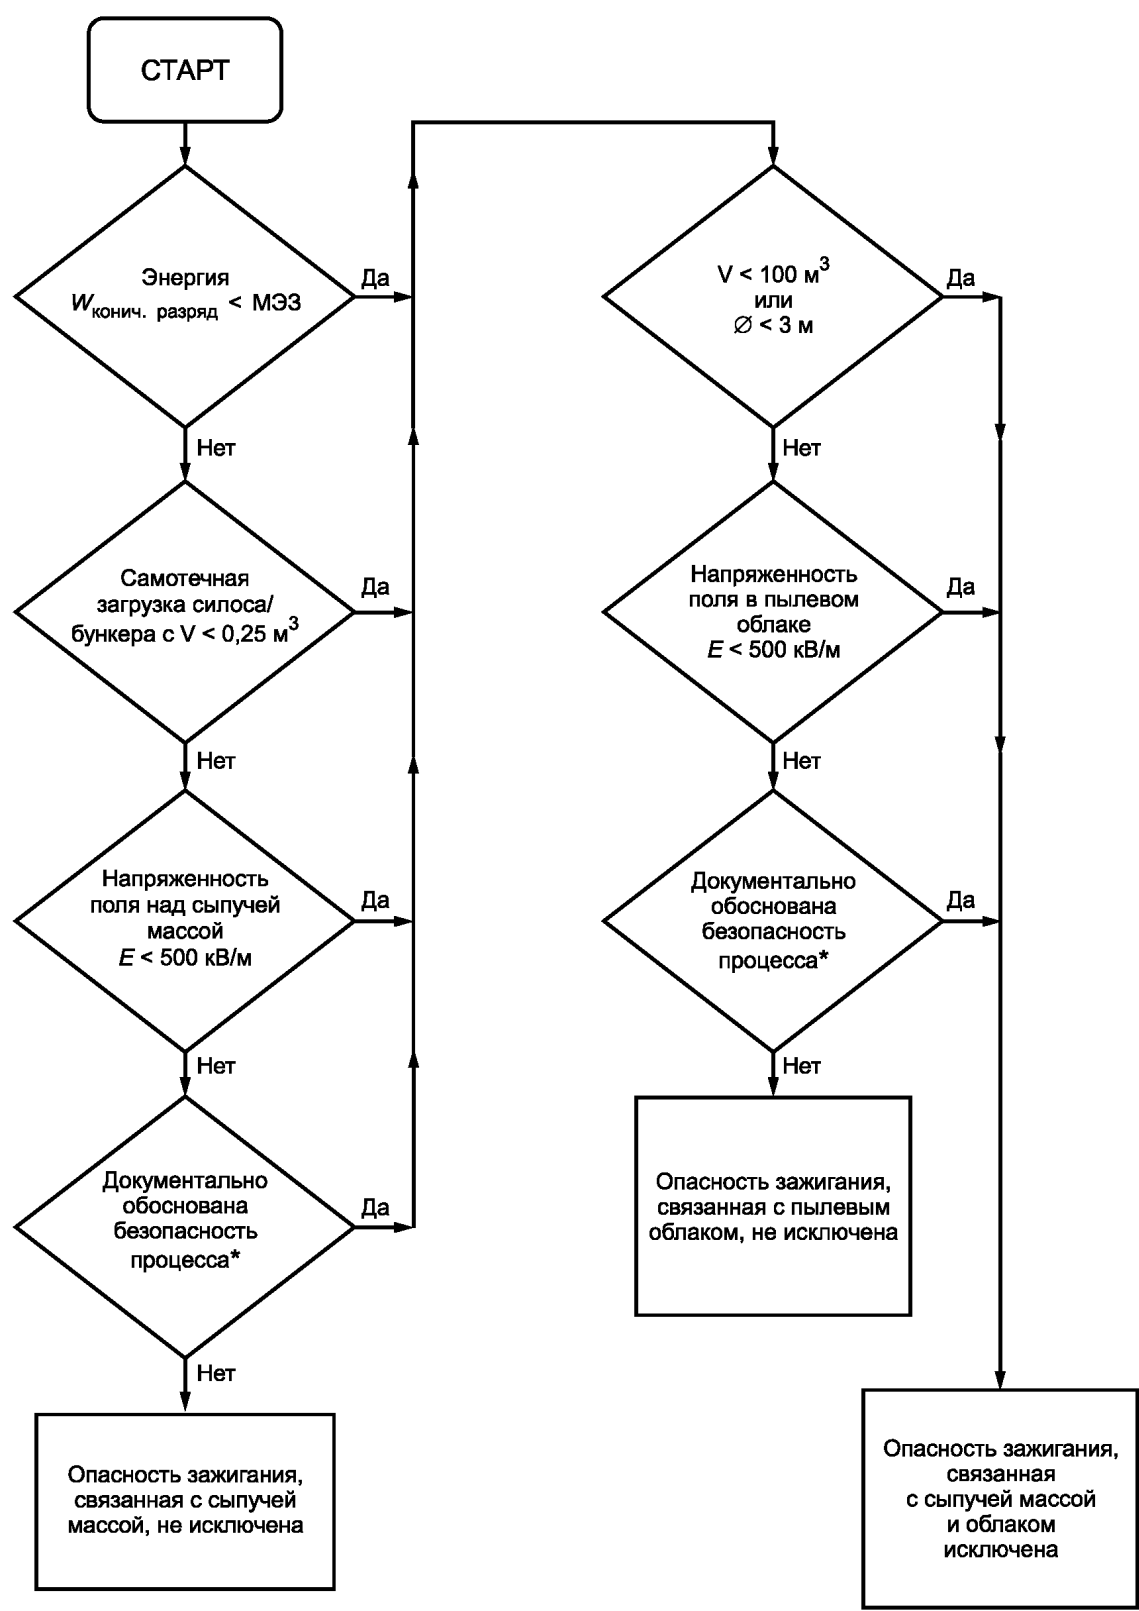 СТАРТ
Энергия
Wконич. разряд < МЭЗ
Да
Нет
Самотечная
загрузка силоса/
бункера с V < 0,25 м³
Да
Нет
Напряженность
поля над сыпучей
массой
E < 500 кВ/м
Да
Нет
Документально
обоснована
безопасность
процесса*
Да
Нет
Опасность зажигания,
связанная с сыпучей
массой, не исключена
V < 100 м³
или
∅ < 3 м
Да
Нет
Напряженность
поля в пылевом
облаке
E < 500 кВ/м
Да
Нет
Документально
обоснована
безопасность
процесса*
Да
Нет
Опасность зажигания,
связанная с пылевым
облаком, не исключена
Опасность зажигания,
связанная
с сыпучей массой
и облаком
исключена